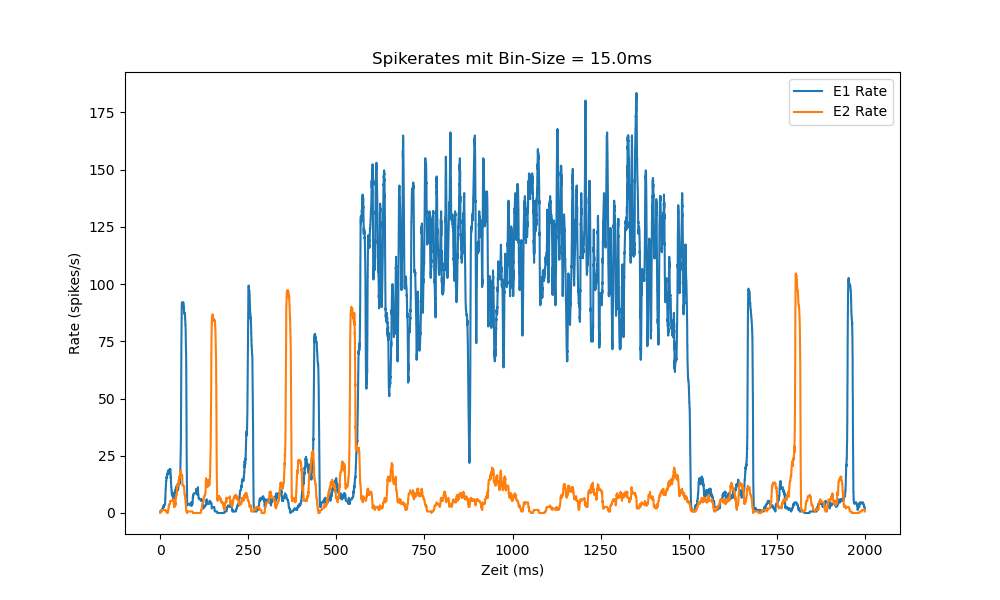 Spikerates mit Bin-Size = 15.0ms
E1 Rate
E2 Rate
175
150
125
100
75
50
25
0
Rate (spikes/s)
0 250 500 750 1000 1250 1500 1750 2000
Zeit (ms)